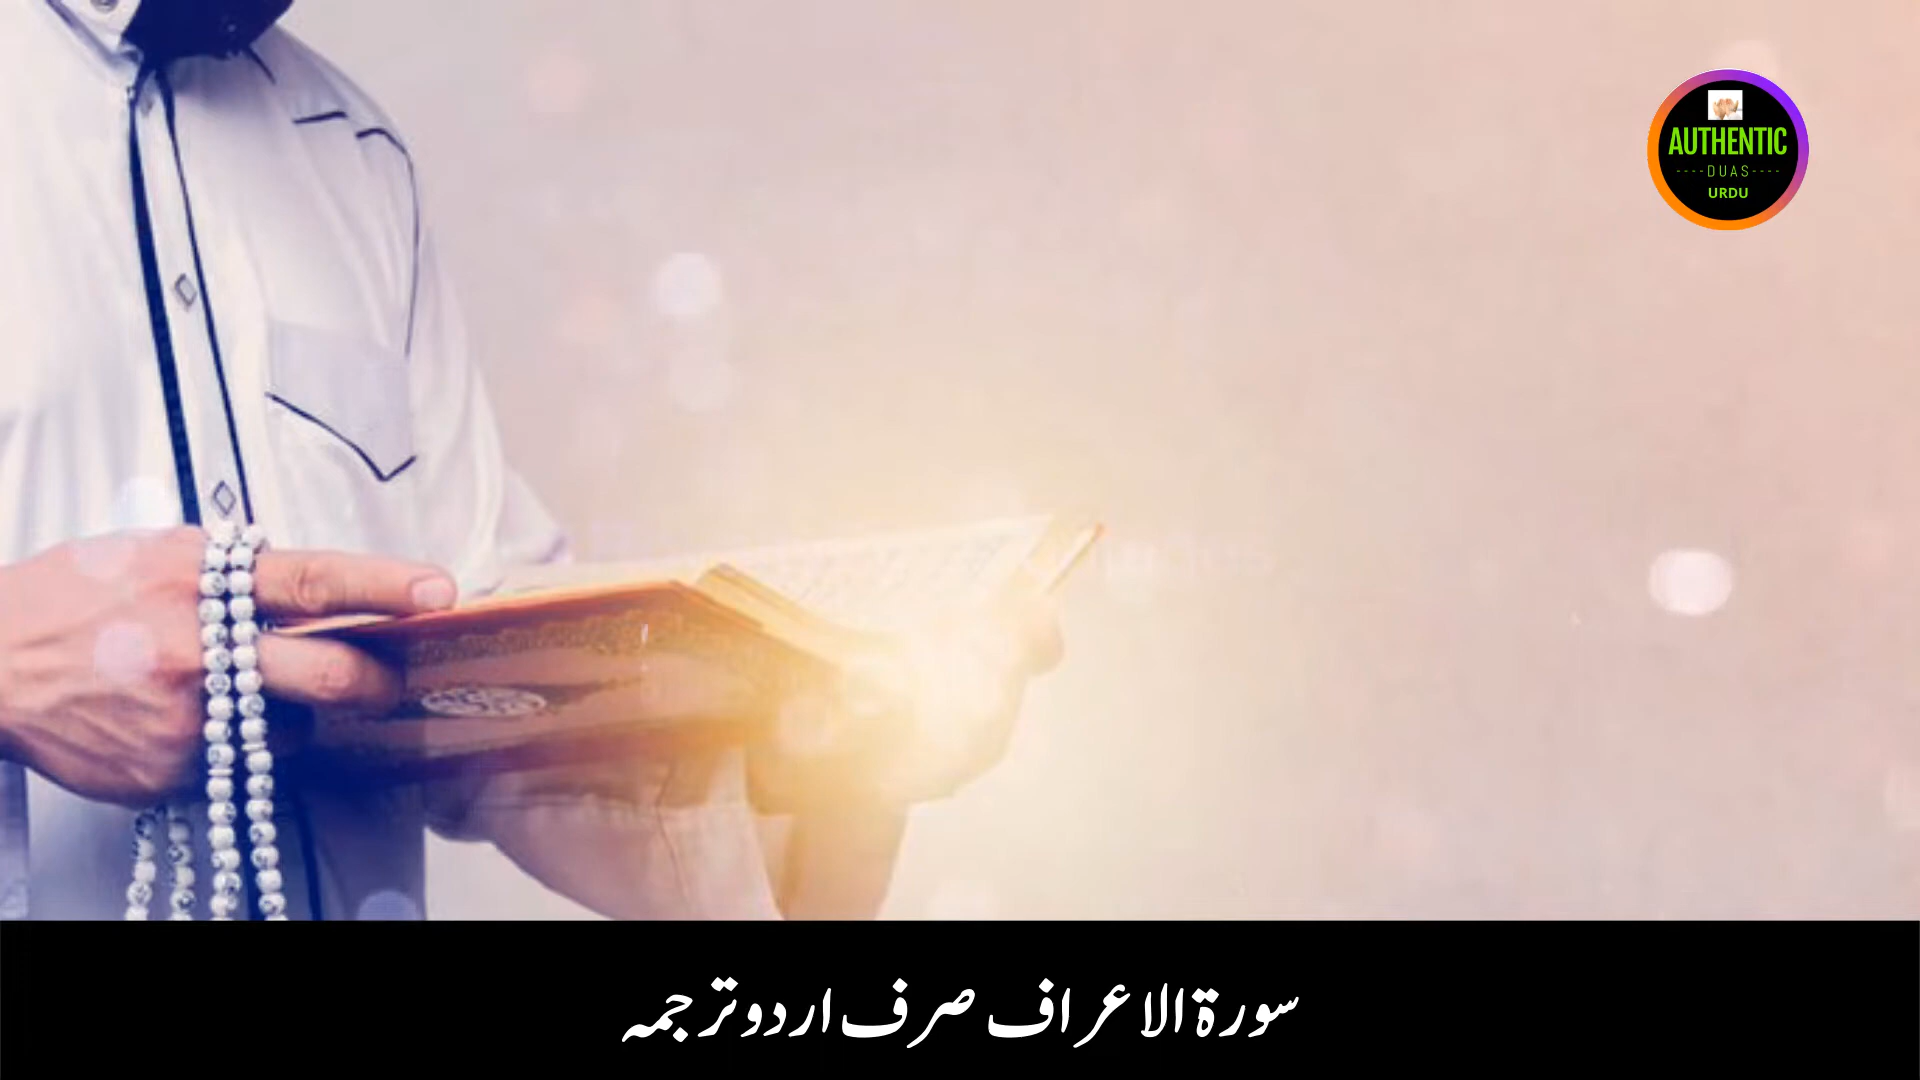 AUTHENTIC
----DUAS----
URDU
سورۃ الاعراف صرف اردو ترجمہ